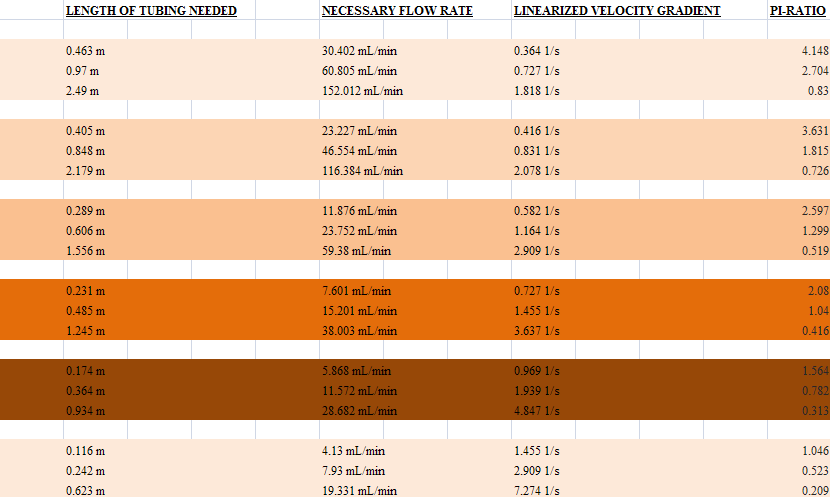 LENGTH OF TUBING NEEDED NECESSARY FLOW RATE LINEARIZED VELOCITY GRADIENT PI-RATIO
0.463 m 30.402 mL/min 0.364 1/s 4.148
0.97 m 60.805 mL/min 0.727 1/s 2.704
2.49 m 152.012 mL/min 1.818 1/s 0.83
0.405 m 23.227 mL/min 0.416 1/s 3.631
0.848 m 46.554 mL/min 0.831 1/s 1.815
2.179 m 116.384 mL/min 2.078 1/s 0.726
0.289 m 11.876 mL/min 0.582 1/s 2.597
0.606 m 23.752 mL/min 1.164 1/s 1.299
1.556 m 59.38 mL/min 2.909 1/s 0.519
0.231 m 7.601 mL/min 0.727 1/s 2.08
0.485 m 15.201 mL/min 1.455 1/s 1.04
1.245 m 38.003 mL/min 3.637 1/s 0.416
0.174 m 5.868 mL/min 0.969 1/s 1.564
0.364 m 11.572 mL/min 1.939 1/s 0.782
0.934 m 28.682 mL/min 4.847 1/s 0.313
0.116 m 4.13 mL/min 1.455 1/s 1.046
0.242 m 7.93 mL/min 2.909 1/s 0.523
0.623 m 19.331 mL/min 7.274 1/s 0.209